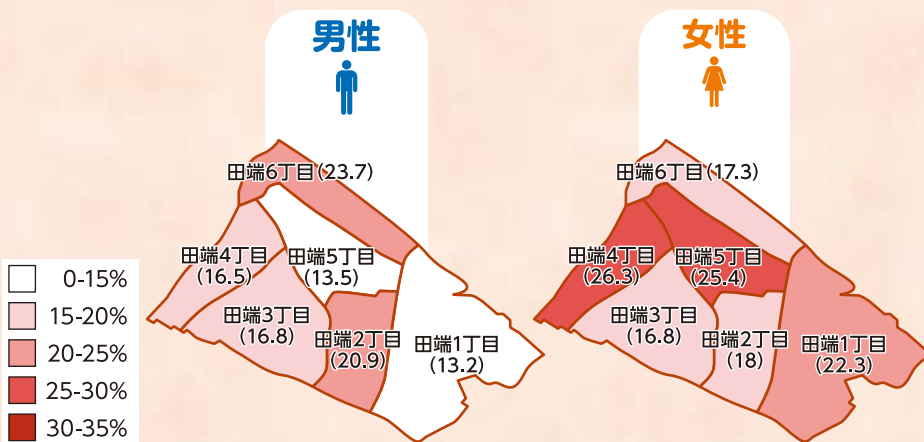 男性
田端6丁目(23.7)
田端4丁目
(16.5)
田端5丁目
(13.5)
田端3丁目
(16.8)
田端2丁目
(20.9)
田端1丁目
(13.2)
女性
田端6丁目(17.3)
田端4丁目
(26.3)
田端5丁目
(25.4)
田端3丁目
(16.8)
田端2丁目
(18)
田端1丁目
(22.3)
0-15%
15-20%
20-25%
25-30%
30-35%